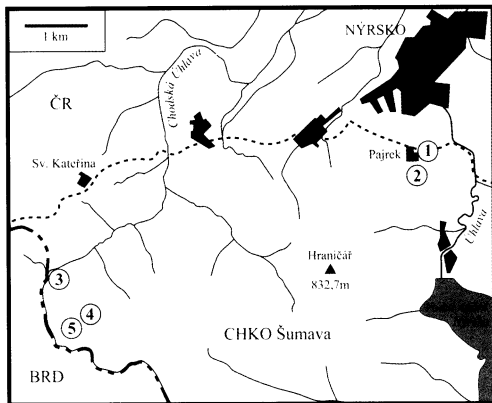 1 km
NÝRSKO
ČR
Chodská Úhlava
Sv. Kateřina
Pajrek
1
2
Úhlava
Hraničář
832,7m
3
4
5
CHKO Šumava
BRD